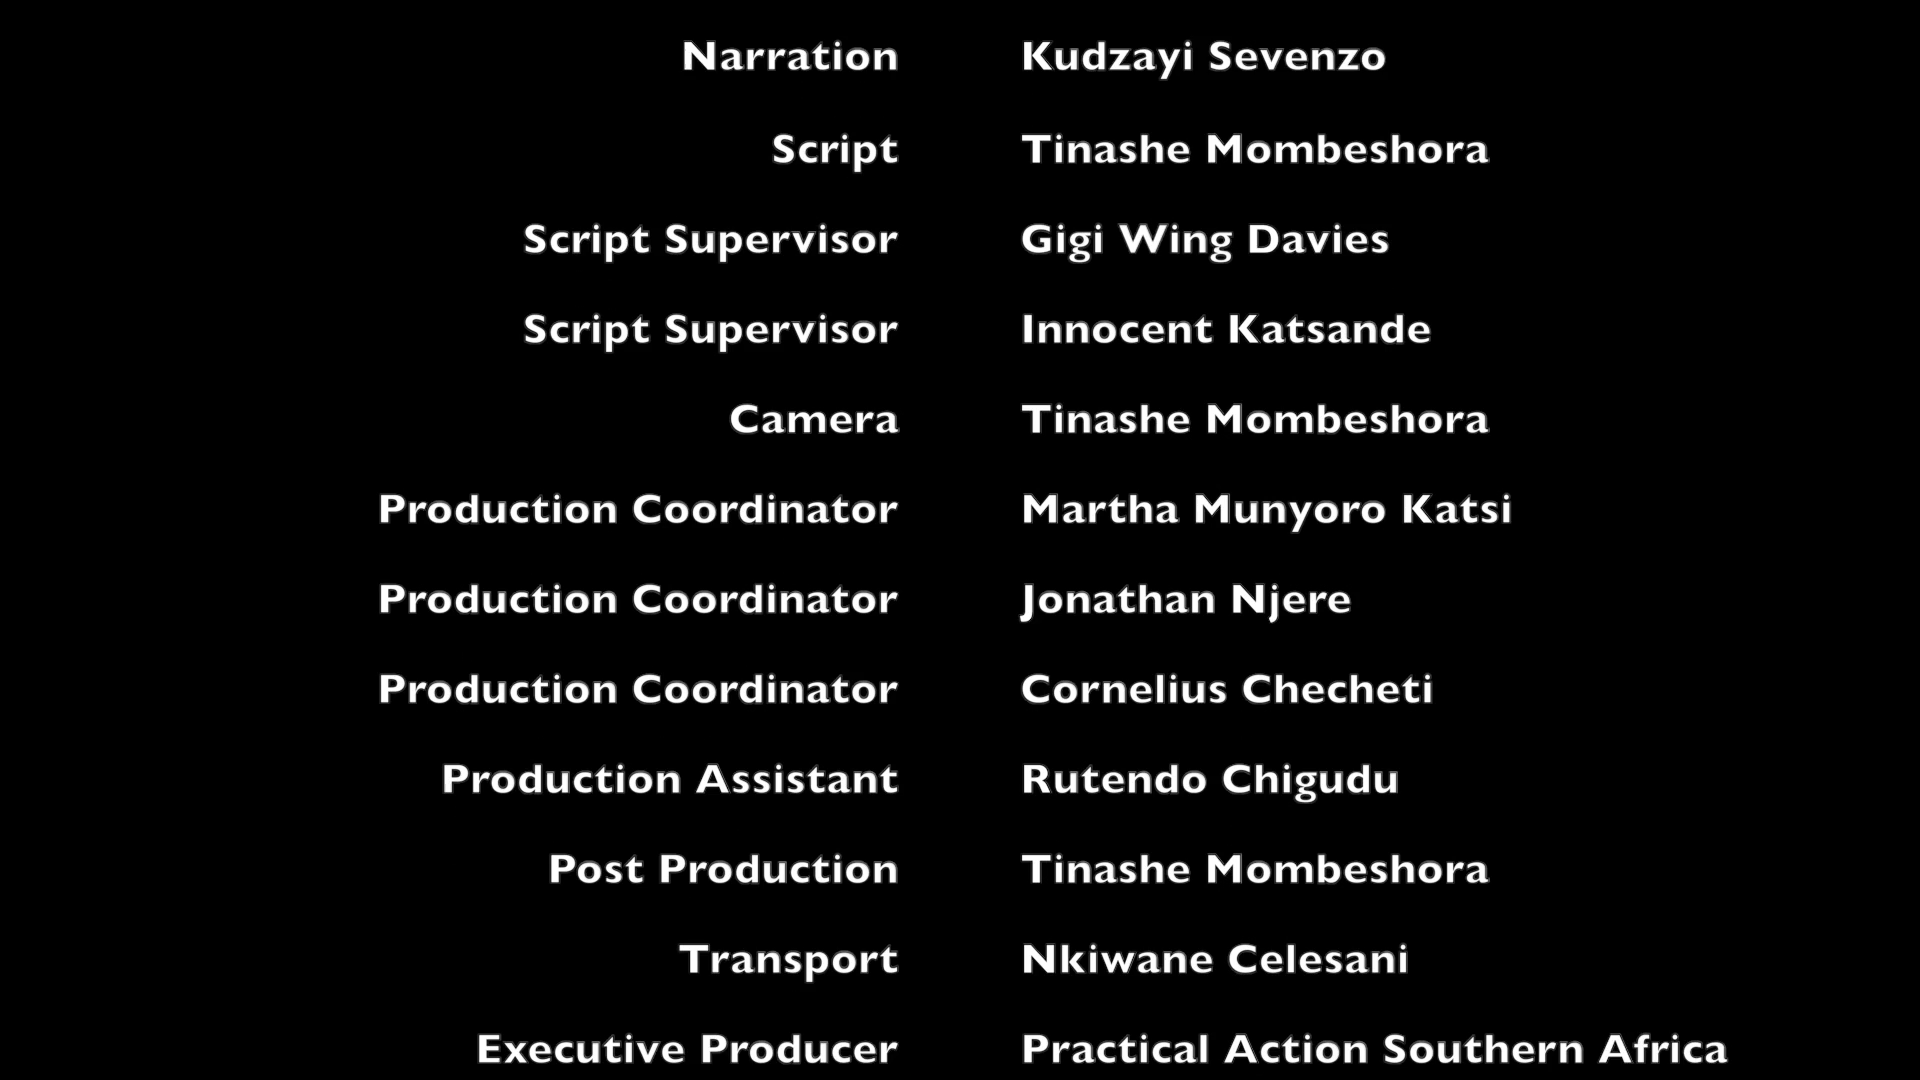 Narration Kudzayi Sevenzo
Script Tinashe Mombeshora
Script Supervisor Gigi Wing Davies
Script Supervisor Innocent Katsande
Camera Tinashe Mombeshora
Production Coordinator Martha Munyoro Katsi
Production Coordinator Jonathan Njere
Production Coordinator Cornelius Checheti
Production Assistant Rutendo Chigudu
Post Production Tinashe Mombeshora
Transport Nkiwane Celesani
Executive Producer Practical Action Southern Africa